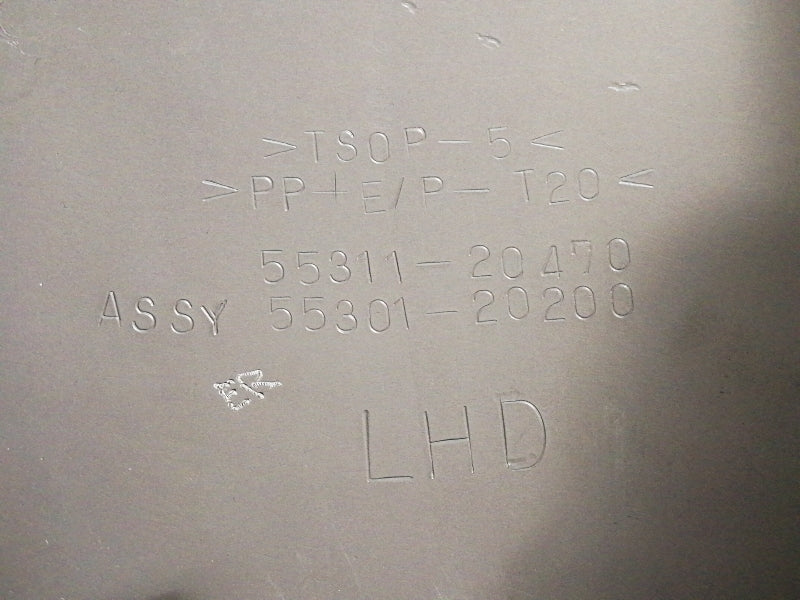 >TSOP-5<
>PP+E/P-T20<
55311-20470
ASSY 55301-20200
LHD